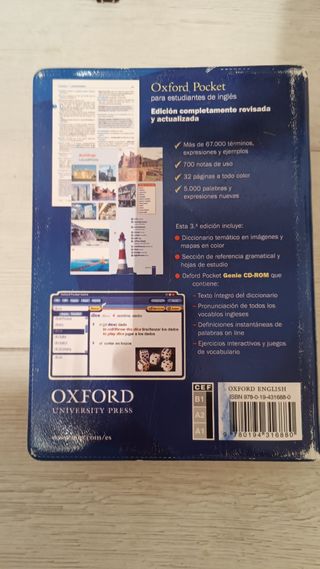 Oxford Pocket
para estudiantes de inglés
Edición completamente revisada
y actualizada
Más de 67.000 términos,
expresiones y ejemplos
700 notas de uso
32 páginas a todo color
5.000 palabras y
expresiones nuevas
Esta 3.ª edición incluye:
Diccionario temático en imágenes y
mapas en color
Sección de referencia gramatical y
hojas de estudio
Oxford Pocket Genie CD-ROM que
contiene:
- Texto íntegro del diccionario
- Pronunciación de todos los
vocablos ingleses
- Definiciones instantáneas de
palabras on line
- Ejercicios interactivos y juegos
de vocabulario
OXFORD
UNIVERSITY PRESS
CEF
B1
A2
A1
OXFORD ENGLISH
ISBN 978-0-19-431688-0
9 780194 316880